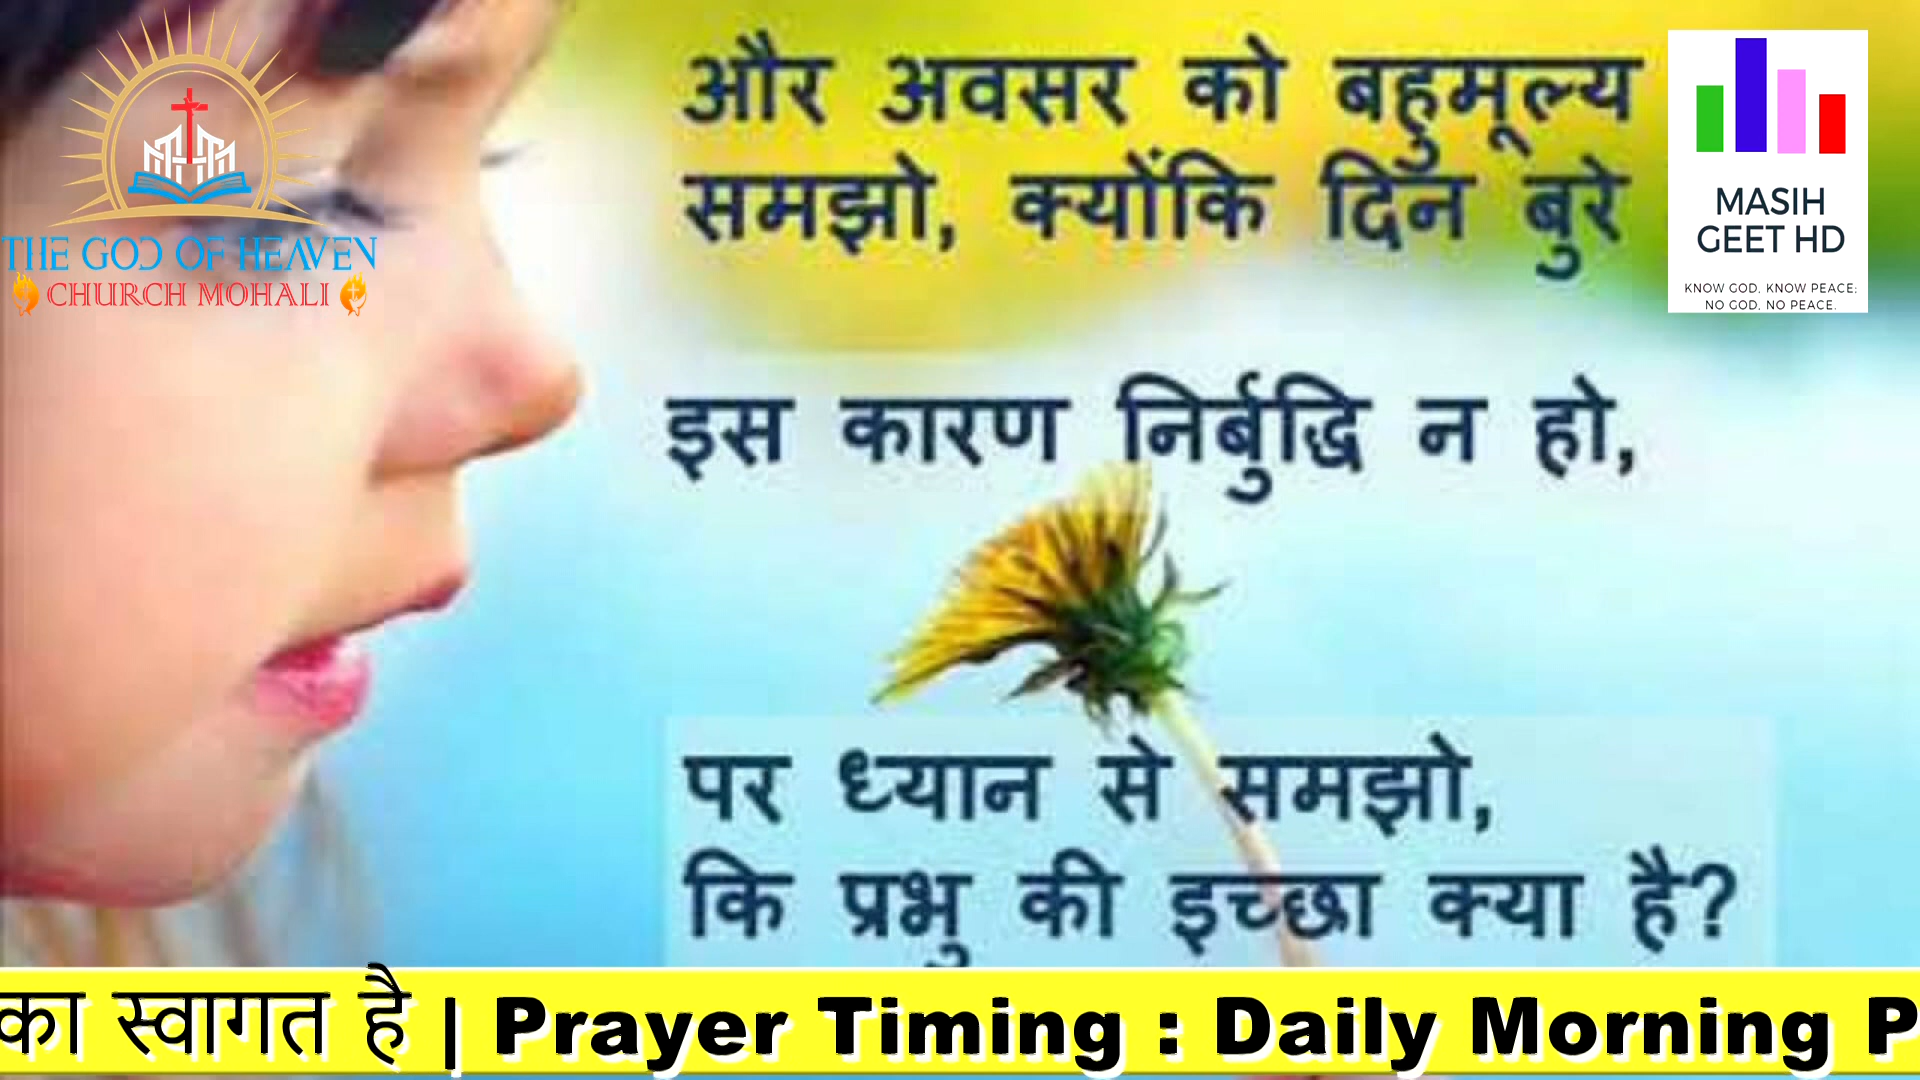 THE GOD OF HEAVEN
CHURCH MOHALI
और अवसर को बहुमूल्य
समझो, क्योंकि दिन बुरे
MASIH
GEET HD
KNOW GOD, KNOW PEACE;
NO GOD, NO PEACE.
इस कारण निर्बुद्धि न हो,
पर ध्यान से समझो,
कि प्रभु की इच्छा क्या है?
का स्वागत है | Prayer Timing : Daily Morning P